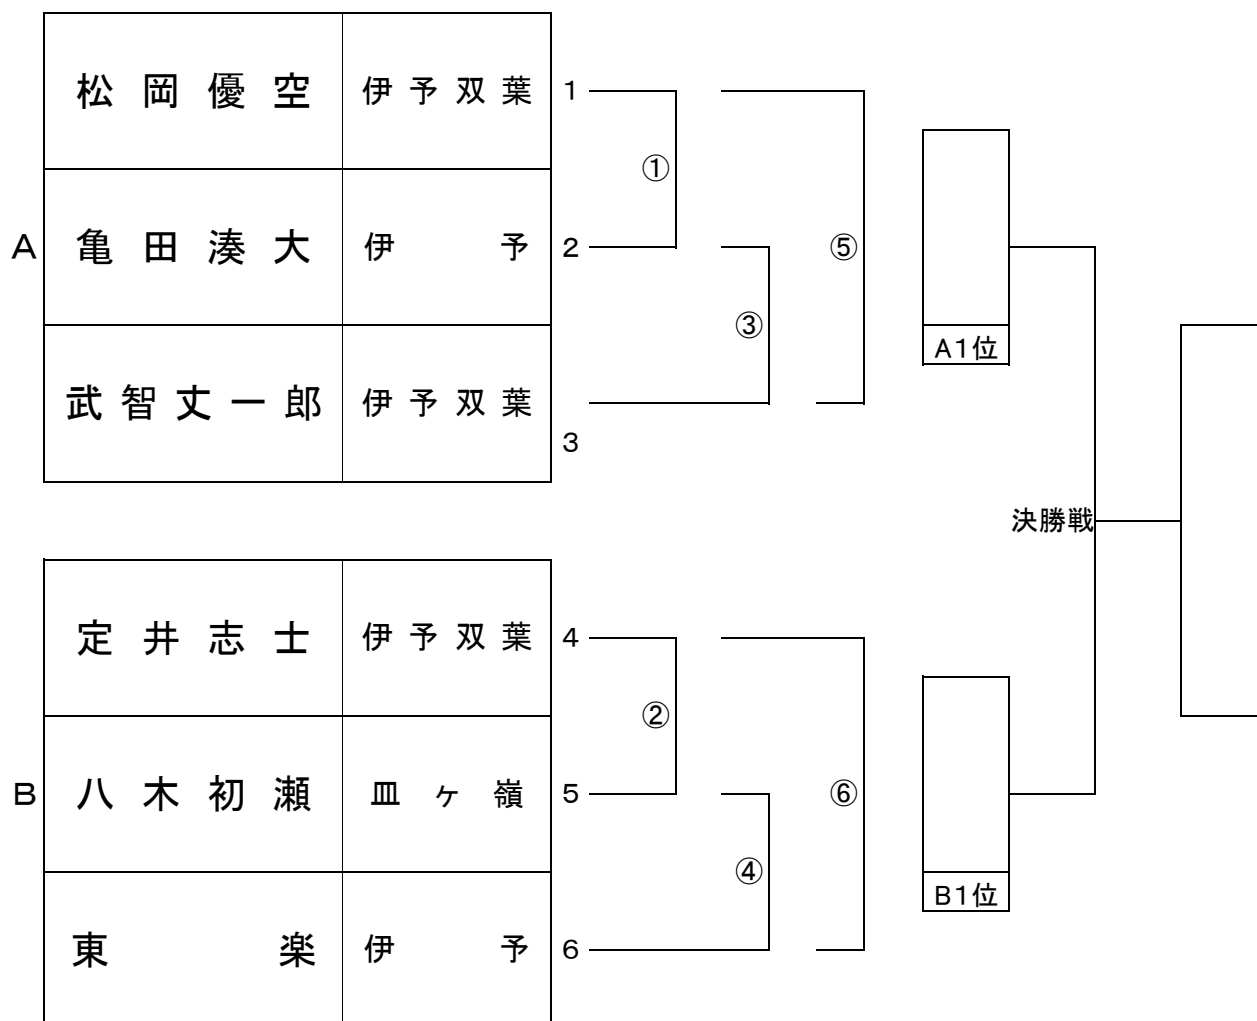 松岡優空 伊予双葉 1
①
A 亀田湊大 伊予 2 ⑤
③
A1位
武智丈一郎 伊予双葉
3
決勝戦
定井志士 伊予双葉 4
②
B 八木初瀬 皿ヶ嶺 5 ⑥
④
B1位
東楽 伊予 6